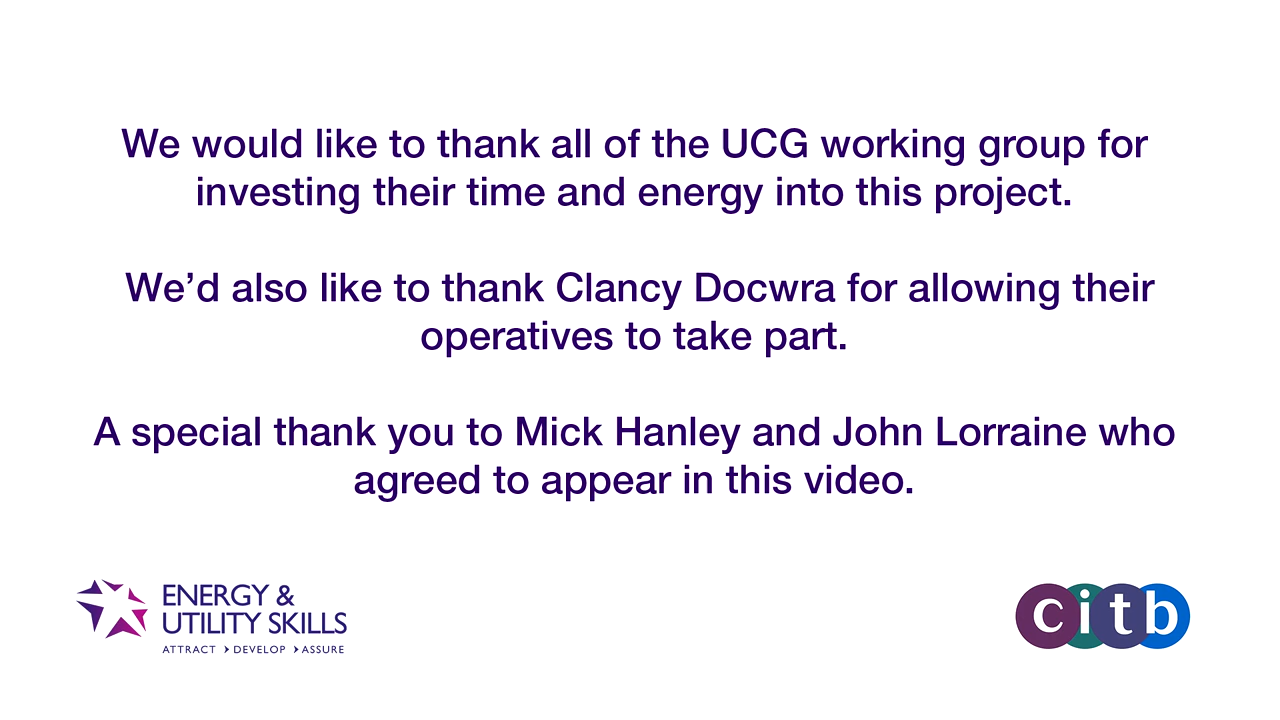 We would like to thank all of the UCG working group for
investing their time and energy into this project.
We’d also like to thank Clancy Docwra for allowing their
operatives to take part.
A special thank you to Mick Hanley and John Lorraine who
agreed to appear in this video.
ENERGY &
UTILITY SKILLS
ATTRACT > DEVELOP > ASSURE
citb